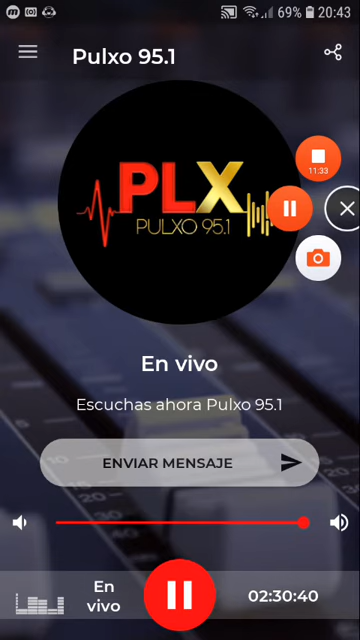 69% 20:43
Pulxo 95.1
PLX
PULXO 95.1
11:33
En vivo
Escuchas ahora Pulxo 95.1
ENVIAR MENSAJE
En
vivo
02:30:40